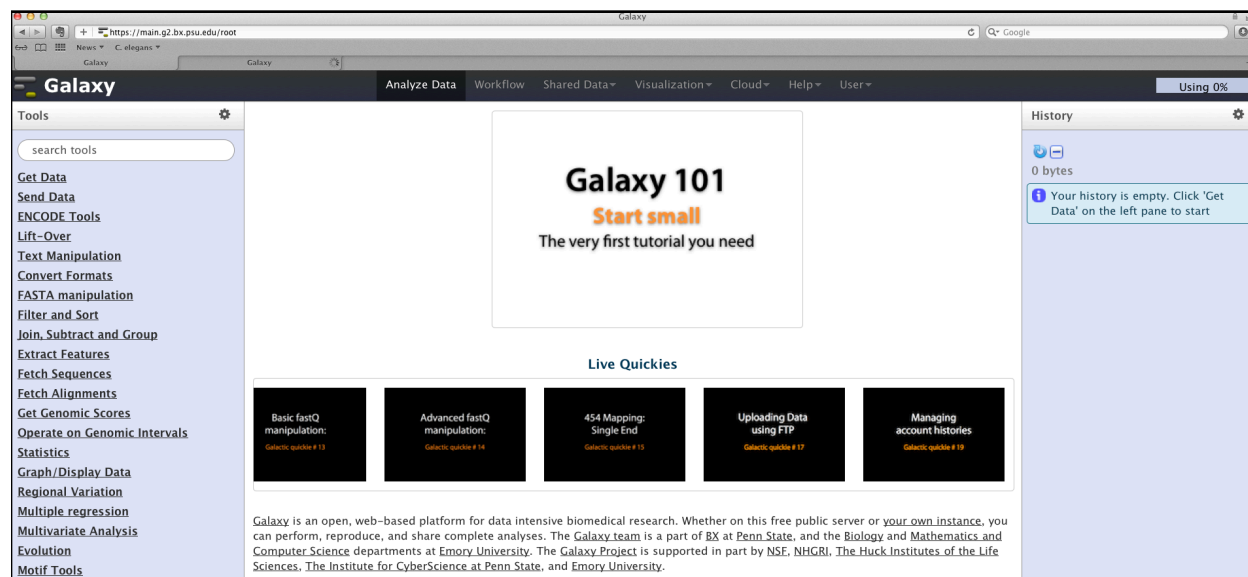 Galaxy
https://main.g2.bx.psu.edu/root
Google
News
C. elegans
Galaxy
Galaxy
Galaxy
Analyze Data
Workflow
Shared Data
Visualization
Cloud
Help
User
Using 0%
Tools
search tools
Get Data
Send Data
ENCODE Tools
Lift-Over
Text Manipulation
Convert Formats
FASTA manipulation
Filter and Sort
Join, Subtract and Group
Extract Features
Fetch Sequences
Fetch Alignments
Get Genomic Scores
Operate on Genomic Intervals
Statistics
Graph/Display Data
Regional Variation
Multiple regression
Multivariate Analysis
Evolution
Motif Tools
Galaxy 101
Start small
The very first tutorial you need
Live Quickies
Basic fastQ
manipulation:
Galactic quickie # 13
Advanced fastQ
manipulation:
Galactic quickie # 14
454 Mapping:
Single End
Galactic quickie # 15
Uploading Data
using FTP
Galactic quickie # 17
Managing
account histories
Galactic quickie # 19
Galaxy is an open, web-based platform for data intensive biomedical research. Whether on this free public server or your own instance, you
can perform, reproduce, and share complete analyses. The Galaxy team is a part of BX at Penn State, and the Biology and Mathematics and
Computer Science departments at Emory University. The Galaxy Project is supported in part by NSF, NHGRI, The Huck Institutes of the Life
Sciences, The Institute for CyberScience at Penn State, and Emory University.
History
0 bytes
Your history is empty. Click 'Get
Data' on the left pane to start